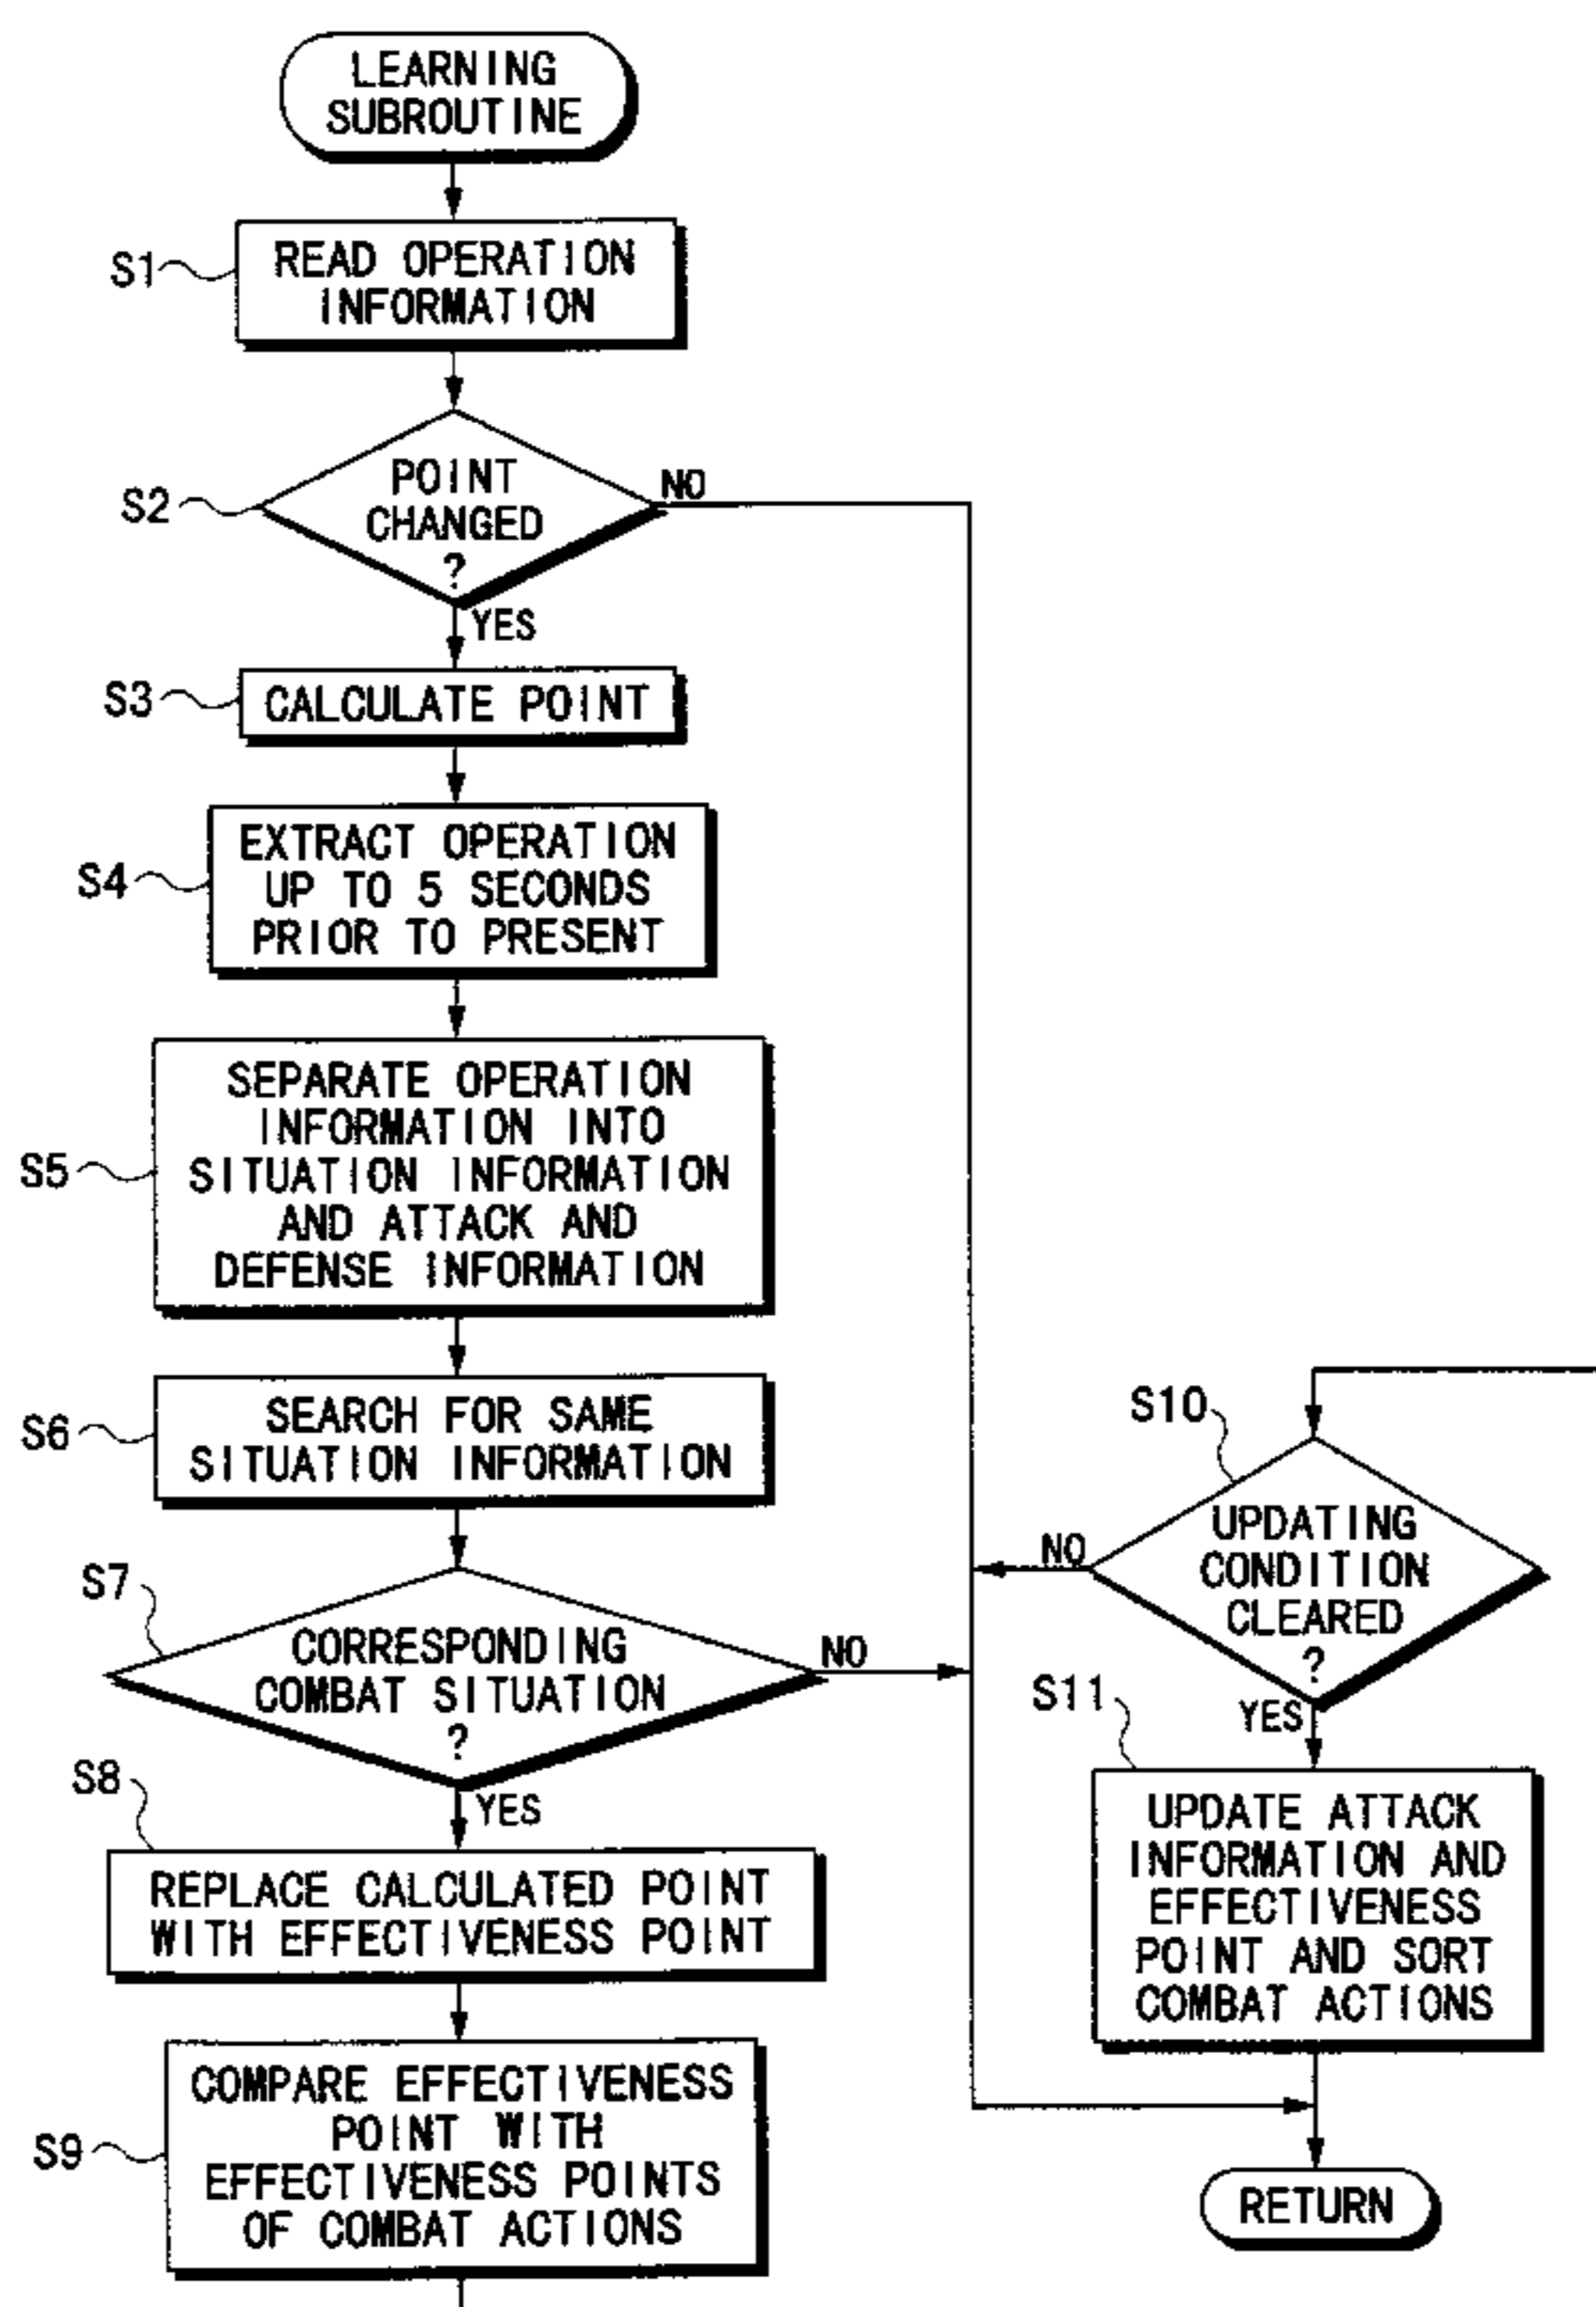 LEARNING
SUBROUTINE
S1
READ OPERATION
INFORMATION
S2
POINT
CHANGED
?
NO
YES
S3
CALCULATE POINT
S4
EXTRACT OPERATION
UP TO 5 SECONDS
PRIOR TO PRESENT
S5
SEPARATE OPERATION
INFORMATION INTO
SITUATION INFORMATION
AND ATTACK AND
DEFENSE INFORMATION
S6
SEARCH FOR SAME
SITUATION INFORMATION
S7
CORRESPONDING
COMBAT SITUATION
?
NO
YES
S8
REPLACE CALCULATED POINT
WITH EFFECTIVENESS POINT
S9
COMPARE EFFECTIVENESS
POINT WITH
EFFECTIVENESS POINTS
OF COMBAT ACTIONS
S10
UPDATING
CONDITION
CLEARED
?
NO
YES
S11
UPDATE ATTACK
INFORMATION AND
EFFECTIVENESS
POINT AND SORT
COMBAT ACTIONS
RETURN